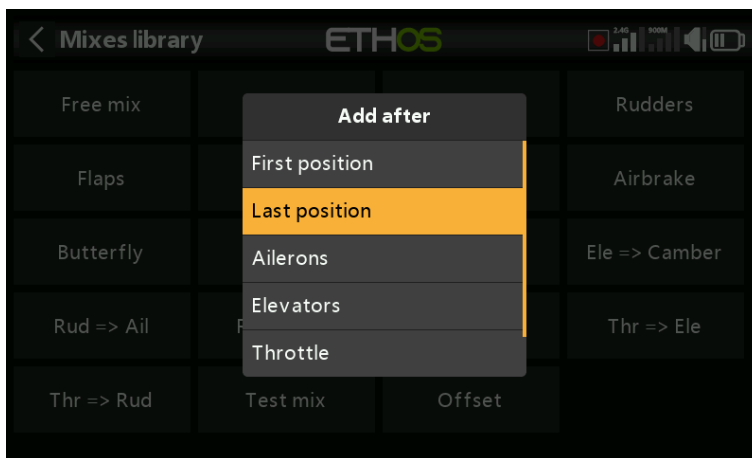 Mixes library
ETHOS
2.4G
900M
Free mix
Rudders
Add after
First position
Flaps
Airbrake
Last position
Butterfly
Ailerons
Ele => Camber
Elevators
Rud => Ail
Thr => Ele
Throttle
Thr => Rud
Test mix
Offset